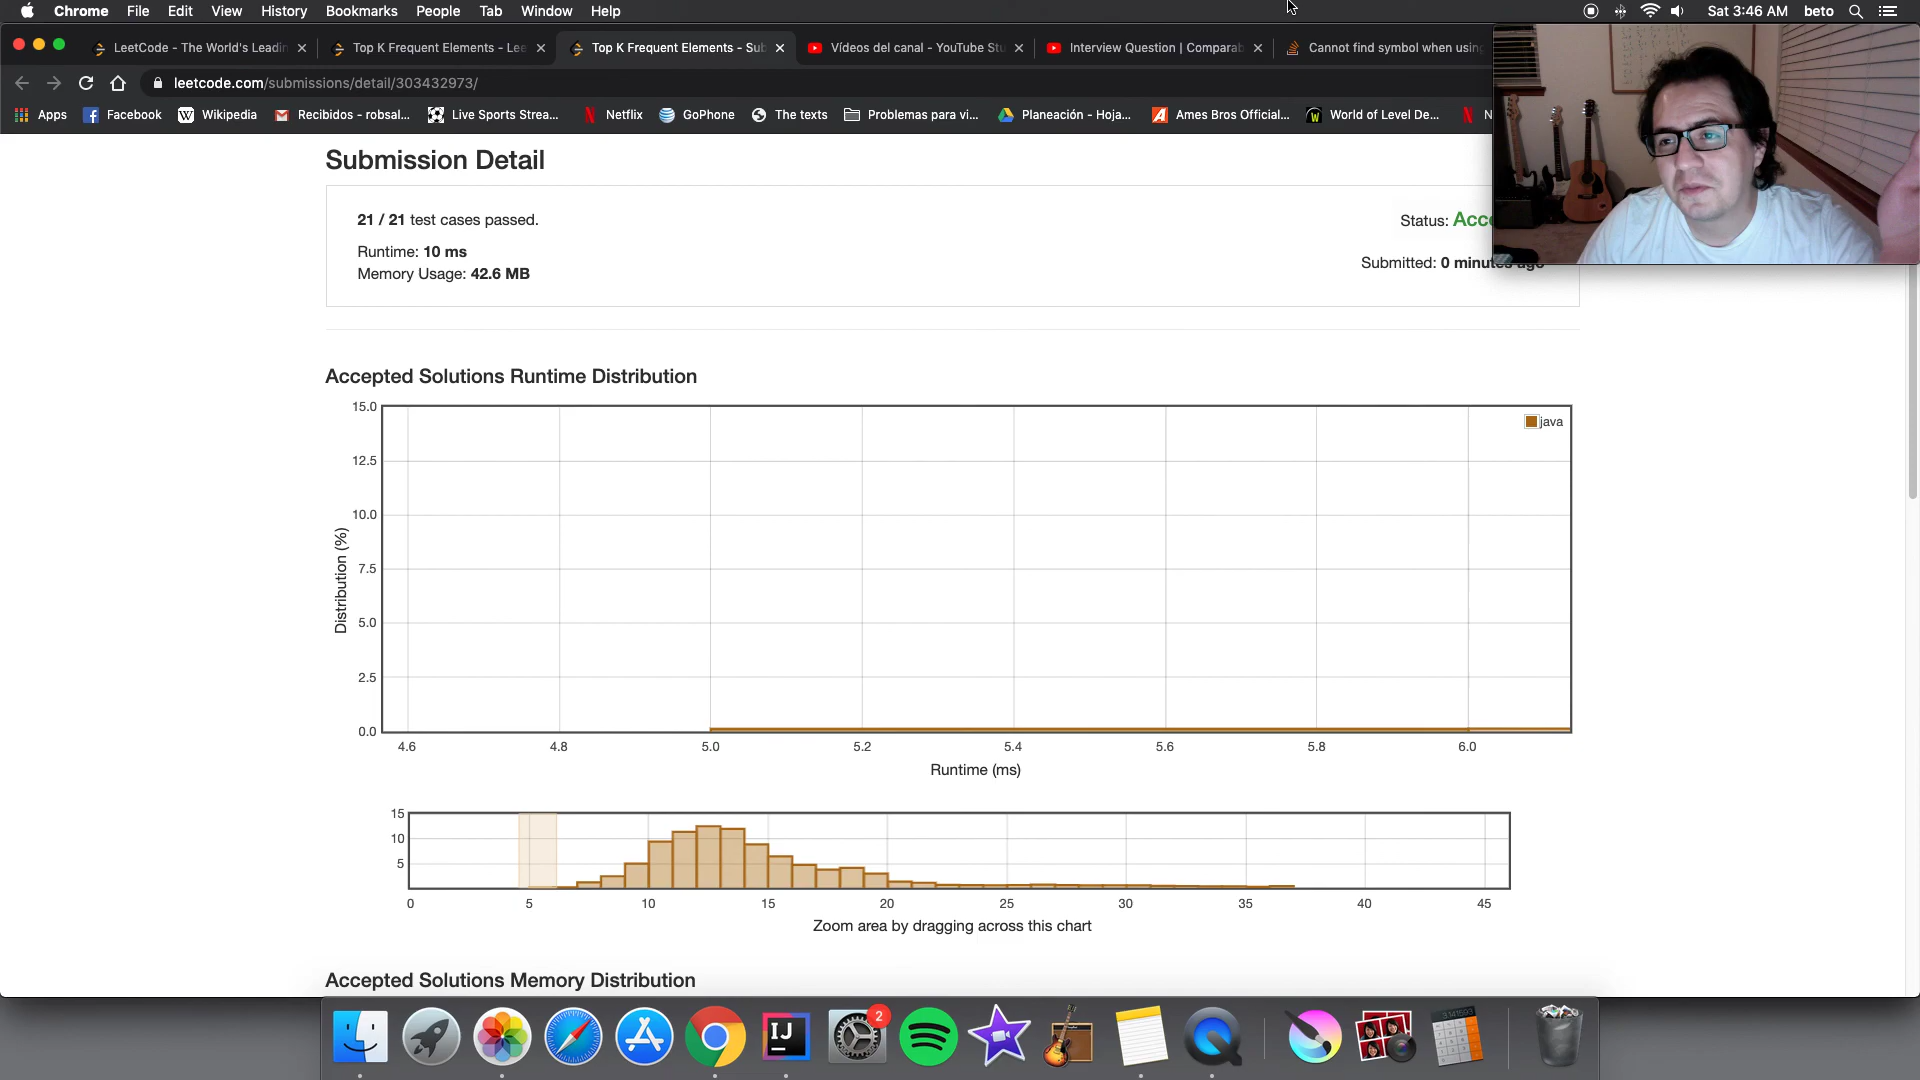 Chrome File Edit View History Bookmarks People Tab Window Help Sat 3:46 AM beto
LeetCode - The World's Leadin Top K Frequent Elements - Lee Top K Frequent Elements - Sub Vídeos del canal - YouTube Stu Interview Question | Comparab Cannot find symbol when using
leetcode.com/submissions/detail/303432973/
Apps Facebook Wikipedia Recibidos - robsal... Live Sports Strea... Netflix GoPhone The texts Problemas para vi... Planeación - Hoja... Ames Bros Official... World of Level De... N
Submission Detail
21 / 21 test cases passed.
Status: Acc
Runtime: 10 ms
Memory Usage: 42.6 MB
Submitted: 0 minutes ago
Accepted Solutions Runtime Distribution
15.0
java
12.5
10.0
7.5
5.0
2.5
0.0
Distribution (%)
4.6 4.8 5.0 5.2 5.4 5.6 5.8 6.0
Runtime (ms)
15
10
5
0 5 10 15 20 25 30 35 40 45
Zoom area by dragging across this chart
Accepted Solutions Memory Distribution
IJ
2